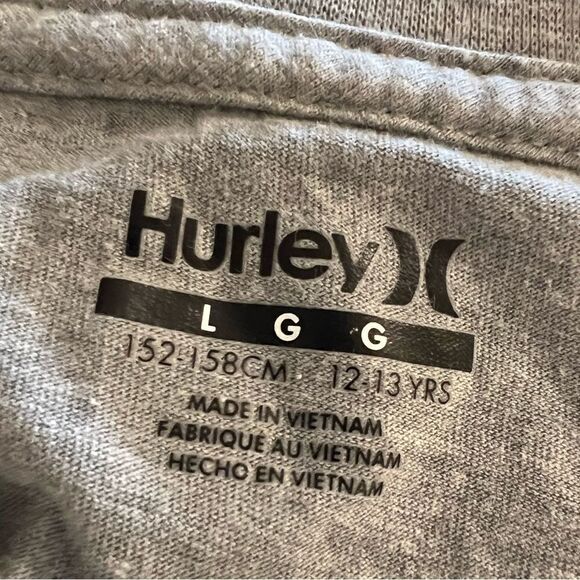 Hurley
L G G
152-158CM 12-13 YRS
MADE IN VIETNAM
FABRIQUE AU VIETNAM
HECHO EN VIETNAM